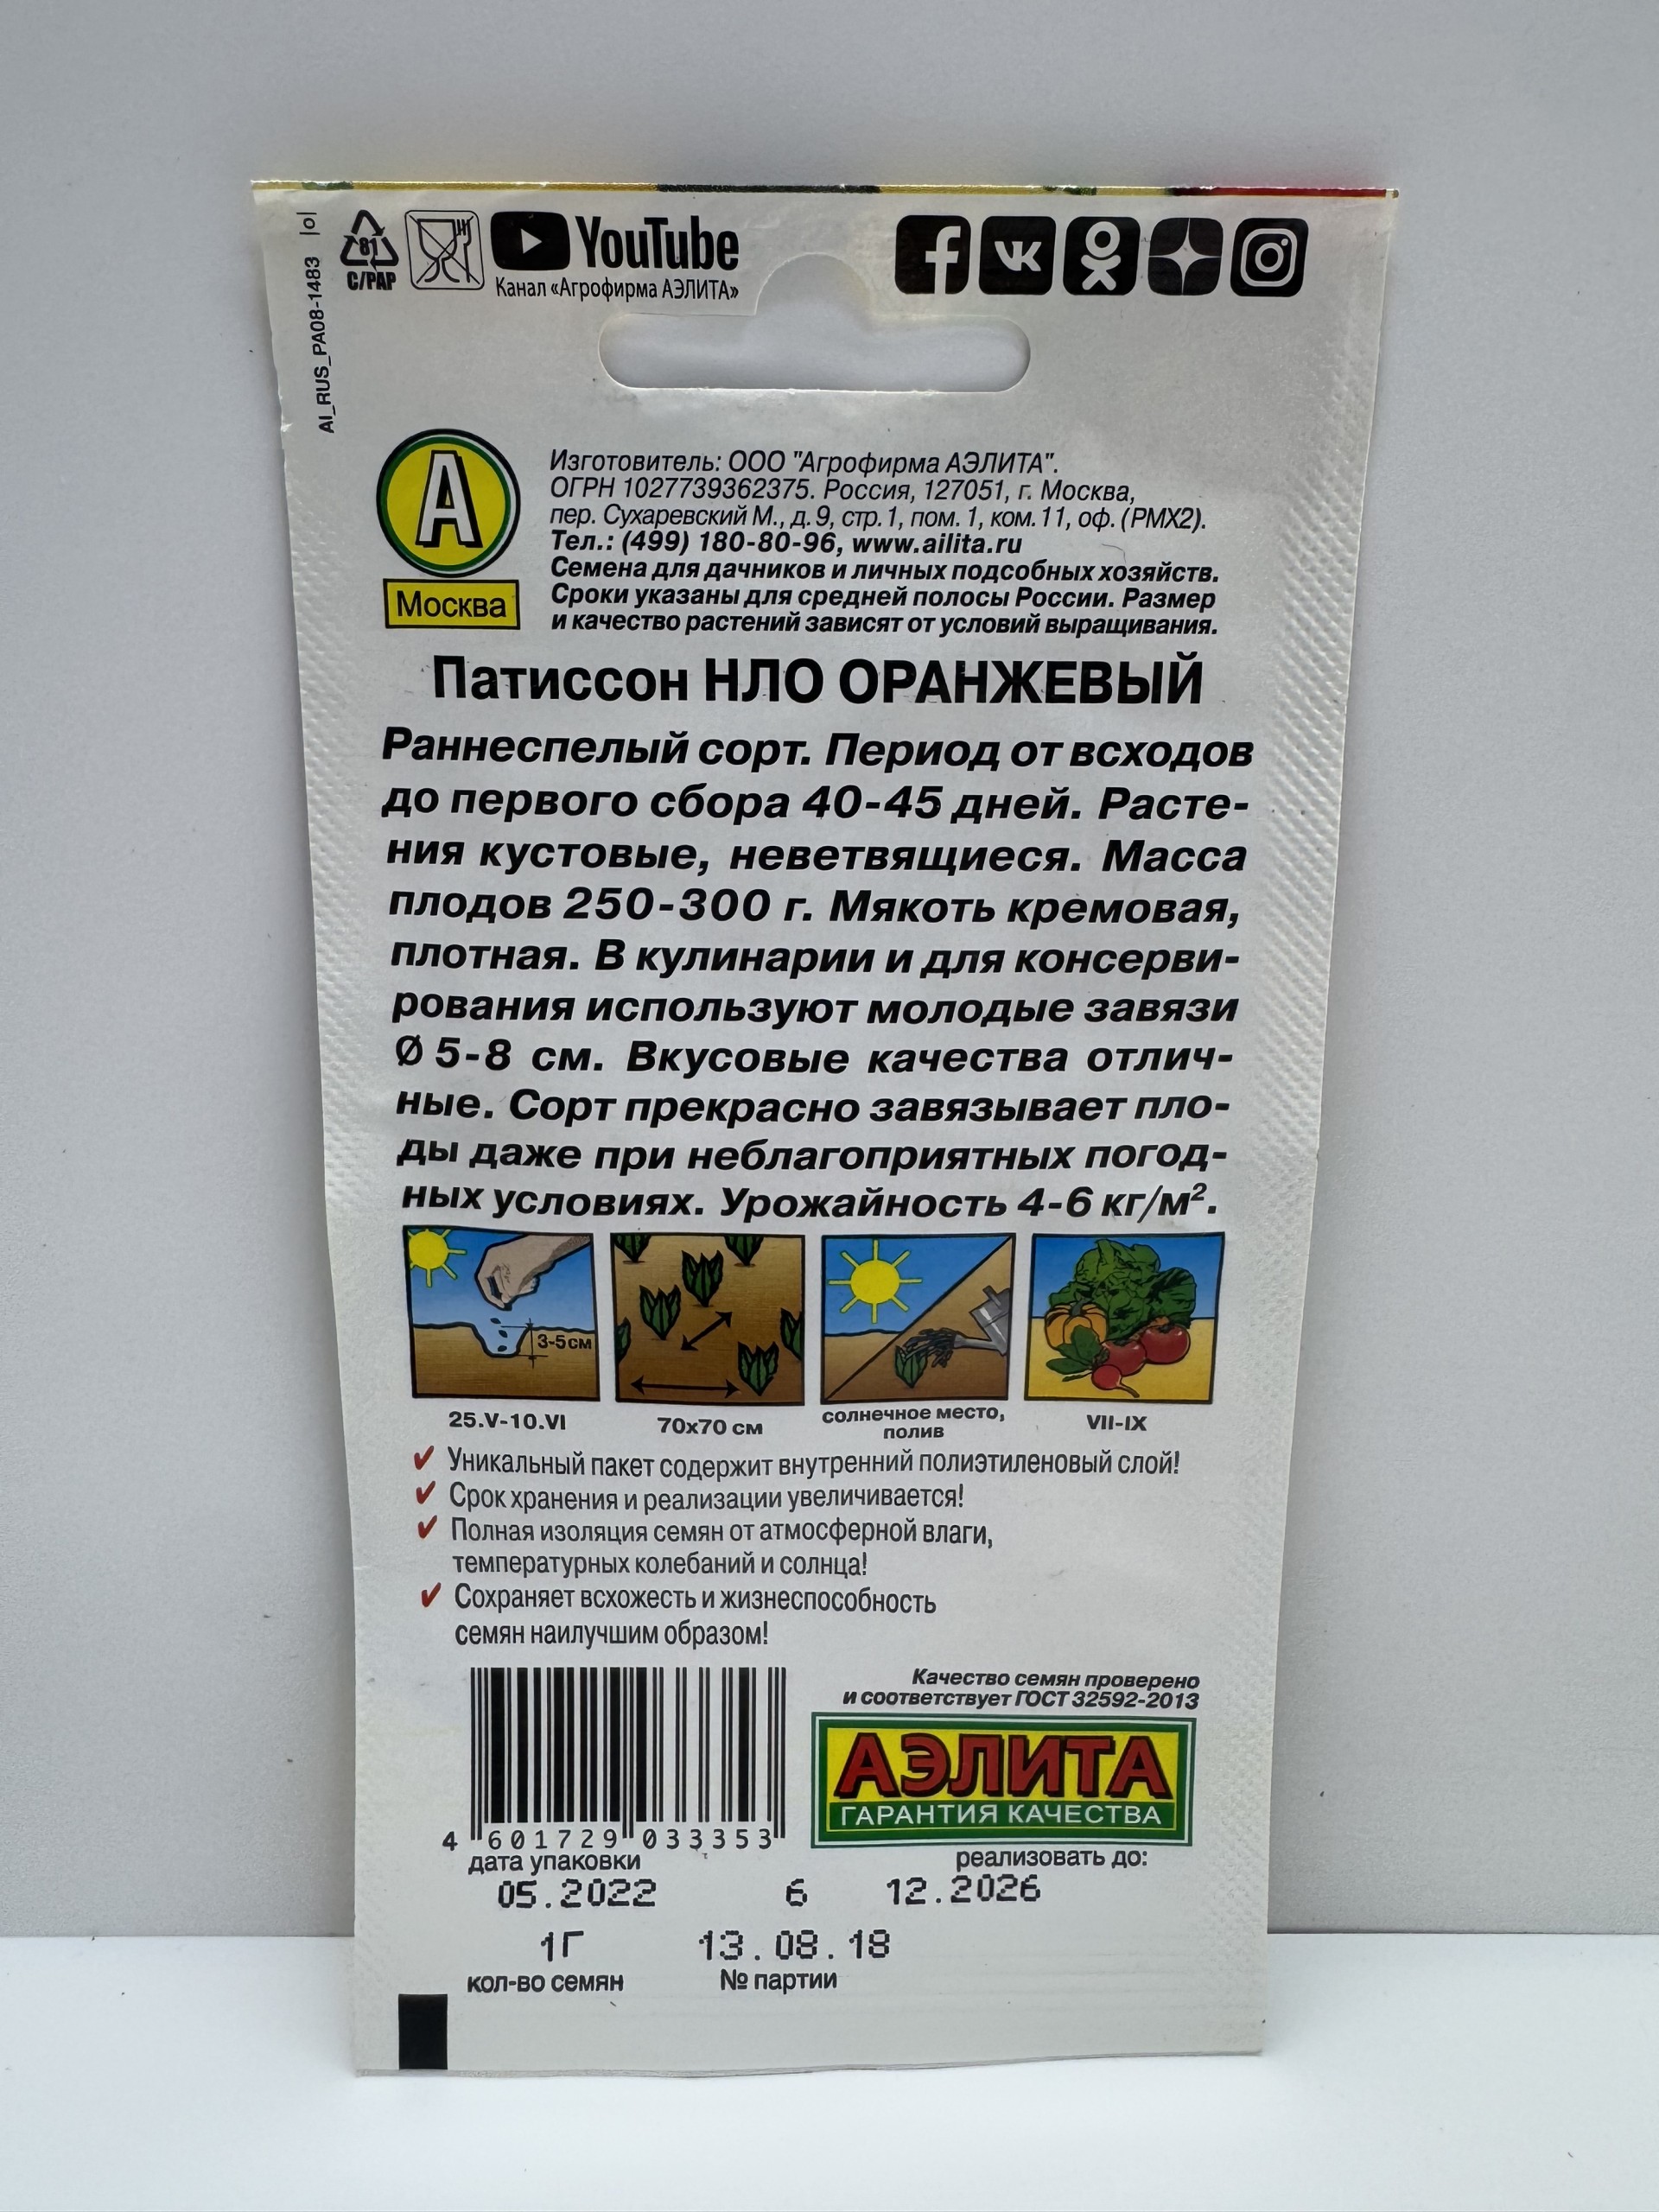 AI_RUS_PA08-1483 |o|
81
C/PAP
YouTube
Канал «Агрофирма АЭЛИТА»
А
Москва
Изготовитель: ООО "Агрофирма АЭЛИТА".
ОГРН 1027739362375. Россия, 127051, г. Москва,
пер. Сухаревский М., д. 9, стр. 1, пом. 1, ком. 11, оф. (РМХ2).
Тел.: (499) 180-80-96, www.ailita.ru
Семена для дачников и личных подсобных хозяйств.
Сроки указаны для средней полосы России. Размер
и качество растений зависят от условий выращивания.
Патиссон НЛО ОРАНЖЕВЫЙ
Раннеспелый сорт. Период от всходов
до первого сбора 40-45 дней. Расте-
ния кустовые, неветвящиеся. Масса
плодов 250-300 г. Мякоть кремовая,
плотная. В кулинарии и для консерви-
рования используют молодые завязи
Ø 5-8 см. Вкусовые качества отлич-
ные. Сорт прекрасно завязывает пло-
ды даже при неблагоприятных погод-
ных условиях. Урожайность 4-6 кг/м².
3-5см
25.V-10.VI
70х70 см
солнечное место,
полив
VII-IX
✔ Уникальный пакет содержит внутренний полиэтиленовый слой!
✔ Срок хранения и реализации увеличивается!
✔ Полная изоляция семян от атмосферной влаги,
температурных колебаний и солнца!
✔ Сохраняет всхожесть и жизнеспособность
семян наилучшим образом!
Качество семян проверено
и соответствует ГОСТ 32592-2013
АЭЛИТА
ГАРАНТИЯ КАЧЕСТВА
4 601729 033353
дата упаковки
реализовать до:
05.2022 6 12.2026
1Г 13.08.18
кол-во семян № партии